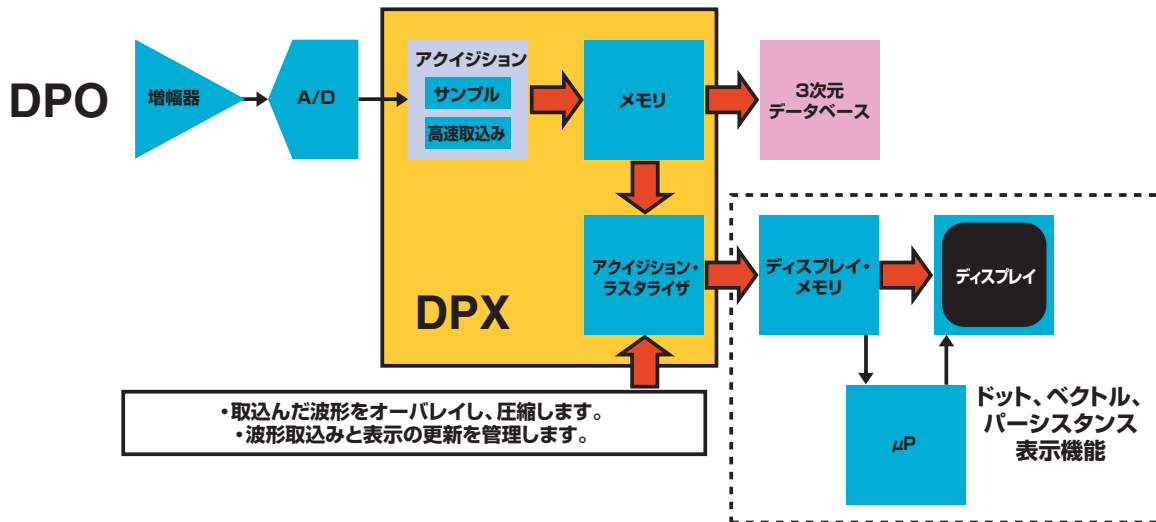 DPO
増幅器
A/D
アクイジション
サンプル
高速取込み
メモリ
3次元
データベース
アクイジション・
ラスタライザ
DPX
ディスプレイ・
メモリ
ディスプレイ
・取込んだ波形をオーバレイし、圧縮します。
・波形取込みと表示の更新を管理します。
μP
ドット、ベクトル、
パーシスタンス
表示機能